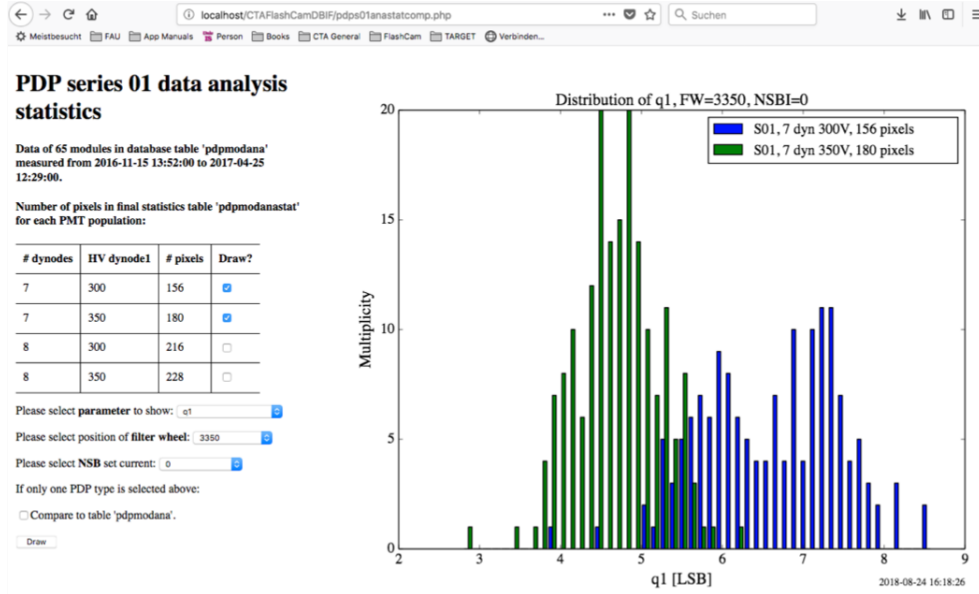 localhost/CTAFlashCamDBIF/pdps01anastatcomp.php
Suchen
Meistbesucht FAU App Manuals Person Books CTA General FlashCam TARGET Verbinden...
PDP series 01 data analysis
statistics
Data of 65 modules in database table 'pdpmodana'
measured from 2016-11-15 13:52:00 to 2017-04-25
12:29:00.
Number of pixels in final statistics table 'pdpmodanastat'
for each PMT population:
# dynodes HV dynode1 # pixels Draw?
7 300 156
7 350 180
8 300 216
8 350 228
Please select parameter to show: q1
Please select position of filter wheel: 3350
Please select NSB set current: 0
If only one PDP type is selected above:
Compare to table 'pdpmodana'.
Draw
Distribution of q1, FW=3350, NSBI=0
S01, 7 dyn 300V, 156 pixels
S01, 7 dyn 350V, 180 pixels
Multiplicity
20
15
10
5
0
2 3 4 5 6 7 8 9
q1 [LSB]
2018-08-24 16:18:26